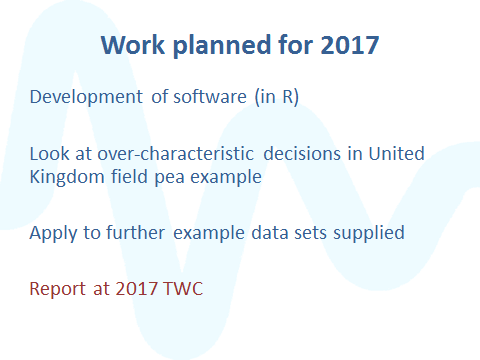 Work planned for 2017
Development of software (in R)
Look at over-characteristic decisions in United
Kingdom field pea example
Apply to further example data sets supplied
Report at 2017 TWC